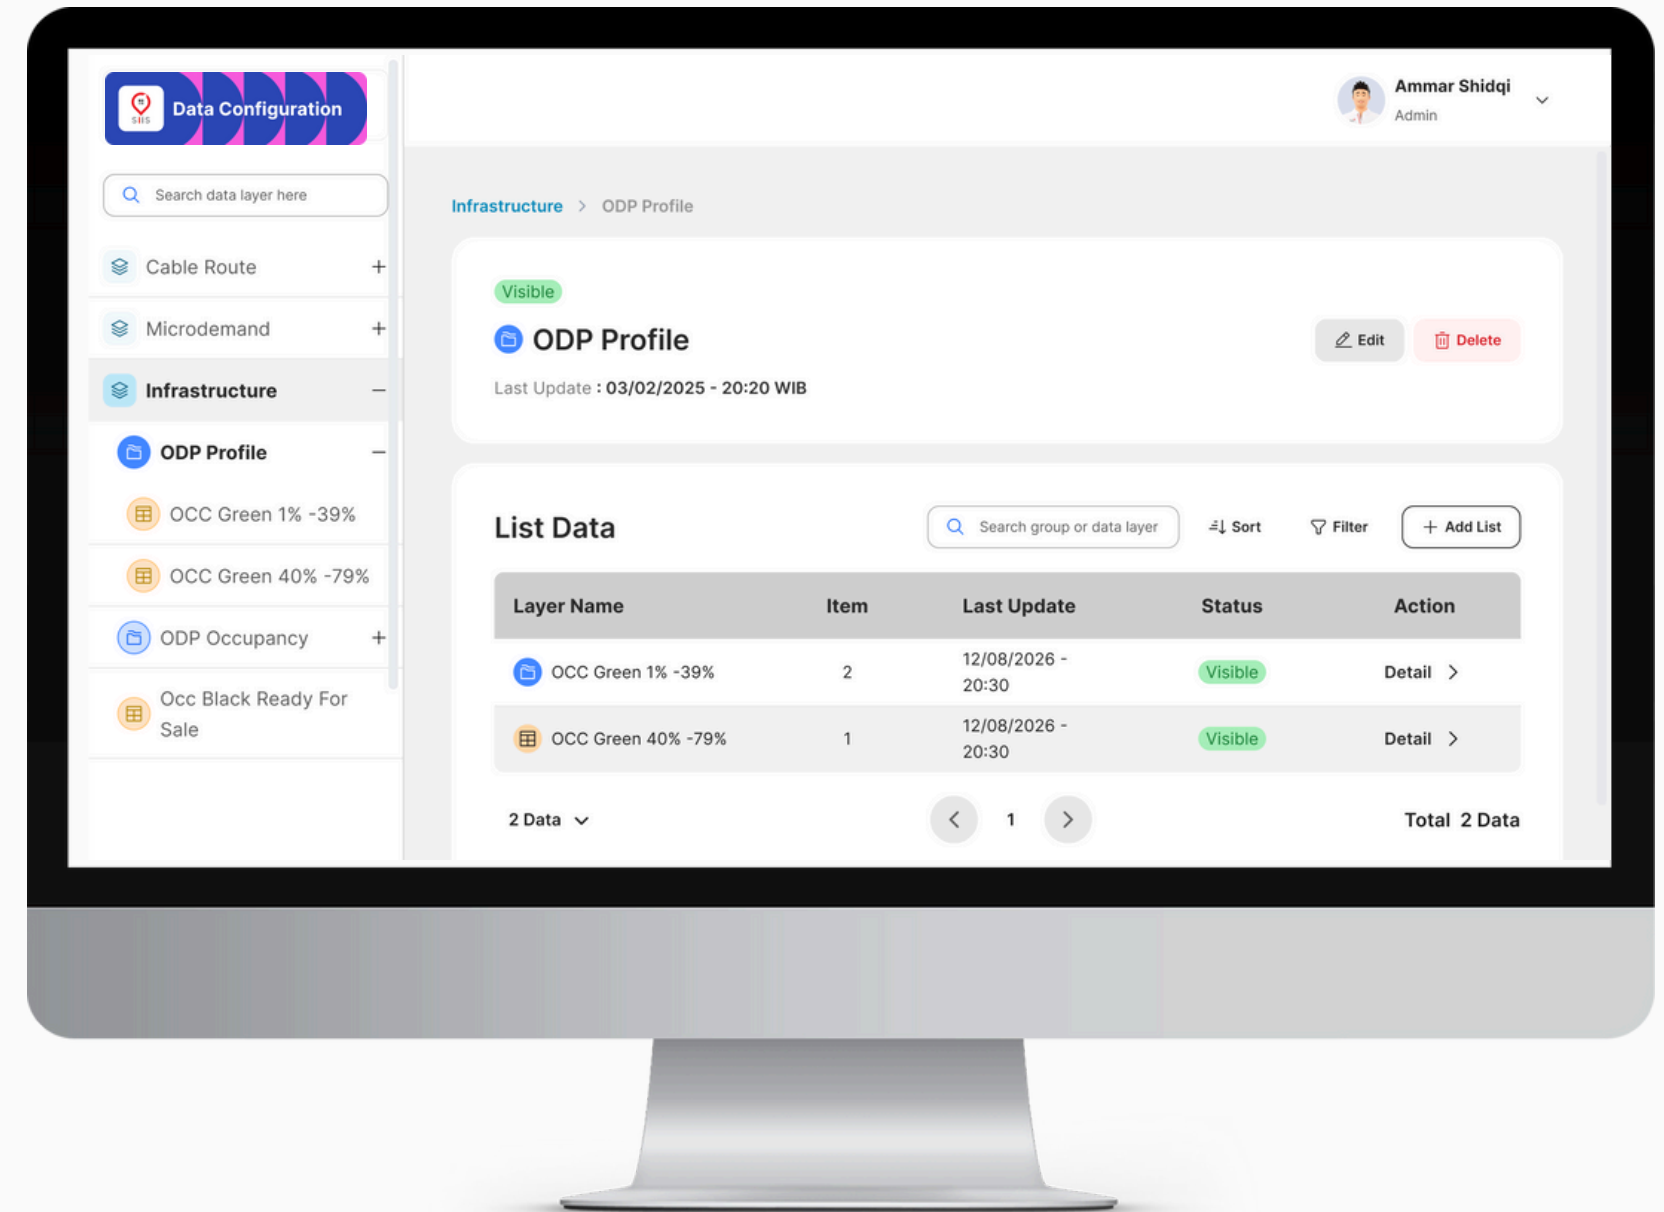 SIIS
Data Configuration
Search data layer here
Cable Route
Microdemand
Infrastructure
ODP Profile
OCC Green 1% -39%
OCC Green 40% -79%
ODP Occupancy
Occ Black Ready For
Sale
Ammar Shidqi
Admin
Infrastructure > ODP Profile
Visible
ODP Profile
Last Update : 03/02/2025 - 20:20 WIB
Edit
Delete
List Data
Search group or data layer
Sort
Filter
+ Add List
Layer Name Item Last Update Status Action
OCC Green 1% -39% 2 12/08/2026 - Visible Detail
20:30
OCC Green 40% -79% 1 12/08/2026 - Visible Detail
20:30
2 Data
1
Total 2 Data